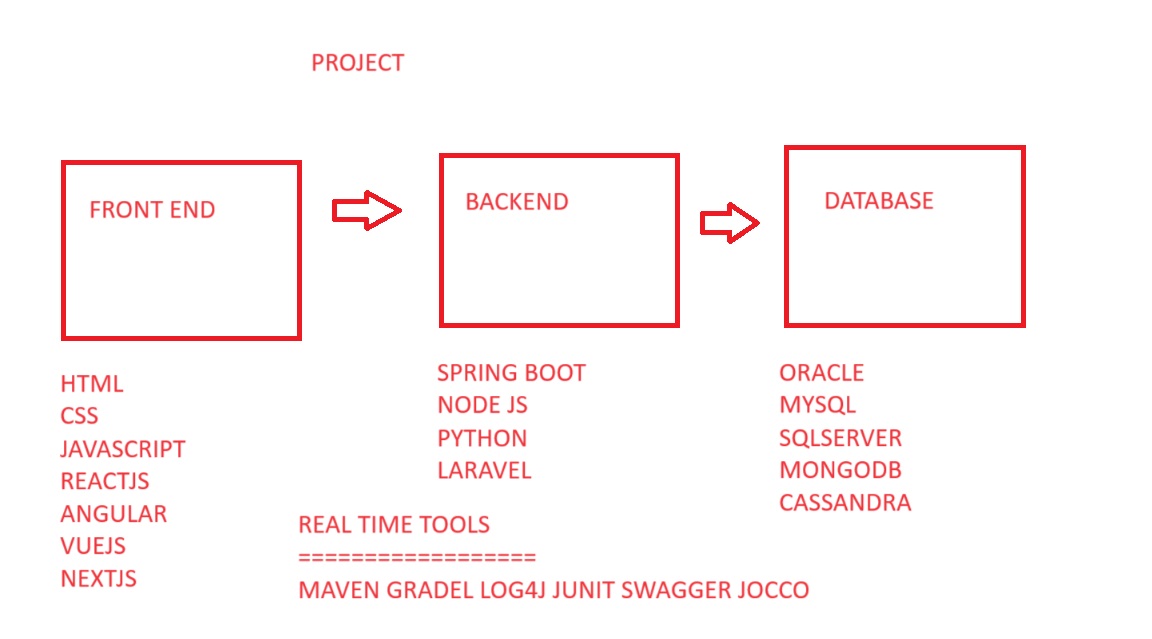 PROJECT
FRONT END
BACKEND
DATABASE
HTML
CSS
JAVASCRIPT
REACTJS
ANGULAR
VUEJS
NEXTJS
SPRING BOOT
NODE JS
PYTHON
LARAVEL
ORACLE
MYSQL
SQLSERVER
MONGODB
CASSANDRA
REAL TIME TOOLS
==================
MAVEN GRADEL LOG4J JUNIT SWAGGER JOCCO